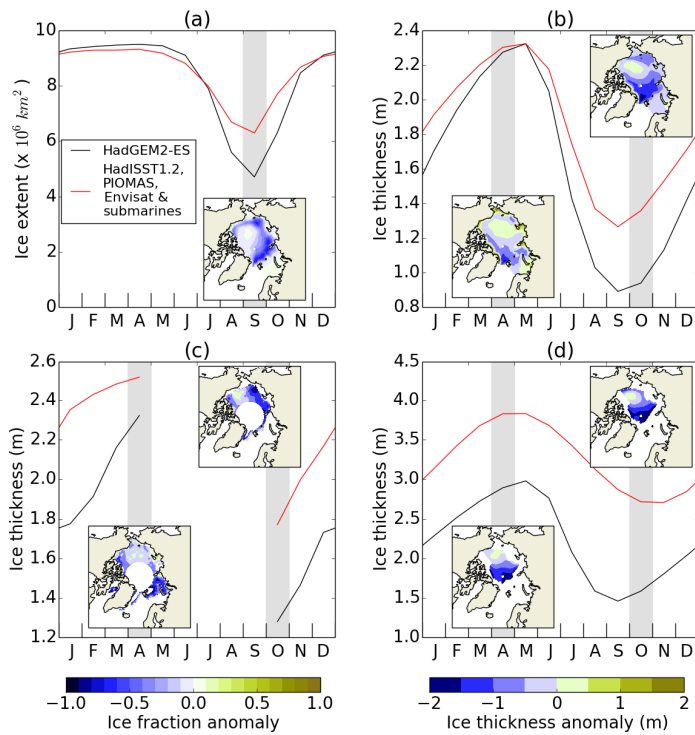 (a)
Ice extent (x 10^6 km^2)
10
8
6
4
2
0
HadGEM2-ES
HadISST1.2,
PIOMAS,
Envisat &
submarines
J F M A M J J A S O N D
(b)
Ice thickness (m)
2.4
2.2
2.0
1.8
1.6
1.4
1.2
1.0
0.8
J F M A M J J A S O N D
(c)
Ice thickness (m)
2.6
2.4
2.2
2.0
1.8
1.6
1.4
1.2
J F M A M J J A S O N D
(d)
Ice thickness (m)
4.5
4.0
3.5
3.0
2.5
2.0
1.5
1.0
J F M A M J J A S O N D
−1.0 −0.5 0.0 0.5 1.0
Ice fraction anomaly
−2 −1 0 1 2
Ice thickness anomaly (m)